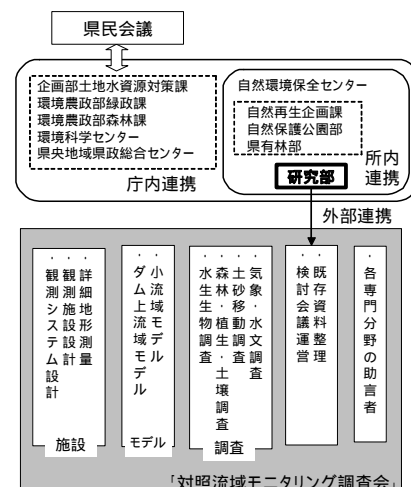 県民会議
企画部土地水資源対策課
環境農政部緑政課
環境農政部森林課
環境科学センター
県央地域県政総合センター
庁内連携
自然環境保全センター
自然再生企画課
自然保護公園部
県有林部
研究部
所内
連携
外部連携
・詳細地形測量
・観測施設設計
・観測システム設計
施設
・小流域モデル
・ダム上流域モデル
モデル
・気象・水文調査
・土砂移動調査
・森林・植生・土壌調査
・水生生物調査
調査
・既存資料整理
・検討会議運営
・各専門分野の助言者
「対照流域モニタリング調査会」